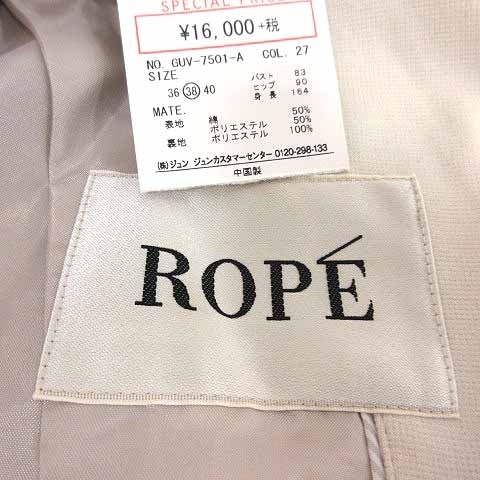 SPECIAL PRICE
¥16,000+税
NO. GUV-7501-A COL. 27
SIZE
36 38 40
バスト 83
ヒップ 90
身長 164
MATE.
表地 綿 50%
ポリエステル 50%
裏地 ポリエステル 100%
(株)ジュン ジュンカスタマーセンター 0120-298-133
中国製
ROPÉ